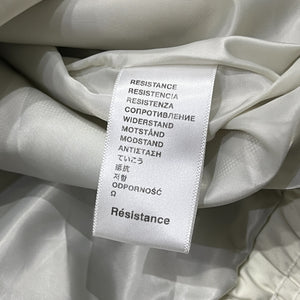 RESISTANCE
RESISTENCIA
RESISTENZA
СОПРОТИВЛЕНИЕ
WIDERSTAND
MOTSTÅND
MODSTAND
ΑΝΤΙΣΤΑΣΗ
ていこう
抵抗
저항
ODPORNOŚĆ
Ω
Résistance